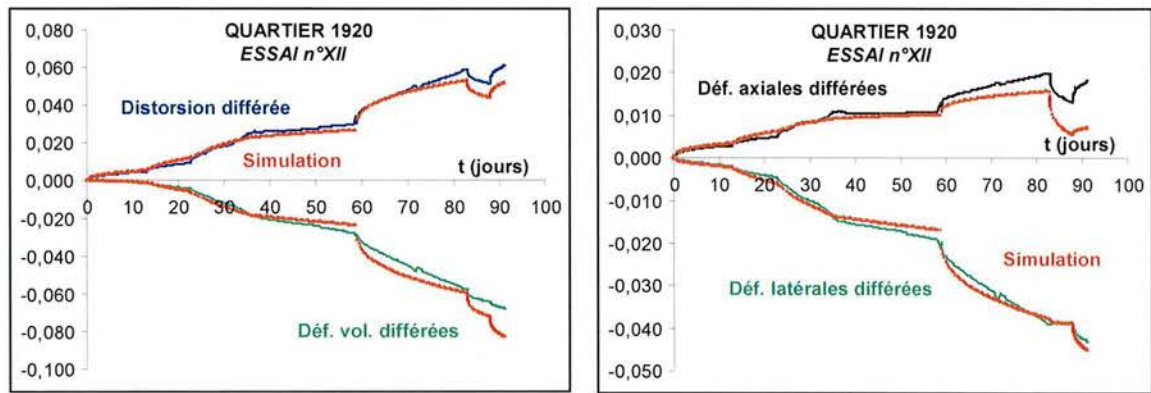 QUARTIER 1920
ESSAI n°XII
0,080
0,060
0,040
0,020
0,000
-0,020
-0,040
-0,060
-0,080
-0,100
Distorsion différée
Simulation
t (jours)
0 10 20 30 40 50 60 70 80 90 100
Déf. vol. différées
QUARTIER 1920
ESSAI n°XII
0,030
0,020
0,010
0,000
-0,010
-0,020
-0,030
-0,040
-0,050
Déf. axiales différées
t (jours)
0 10 20 30 40 50 60 70 80 90 100
Simulation
Déf. latérales différées